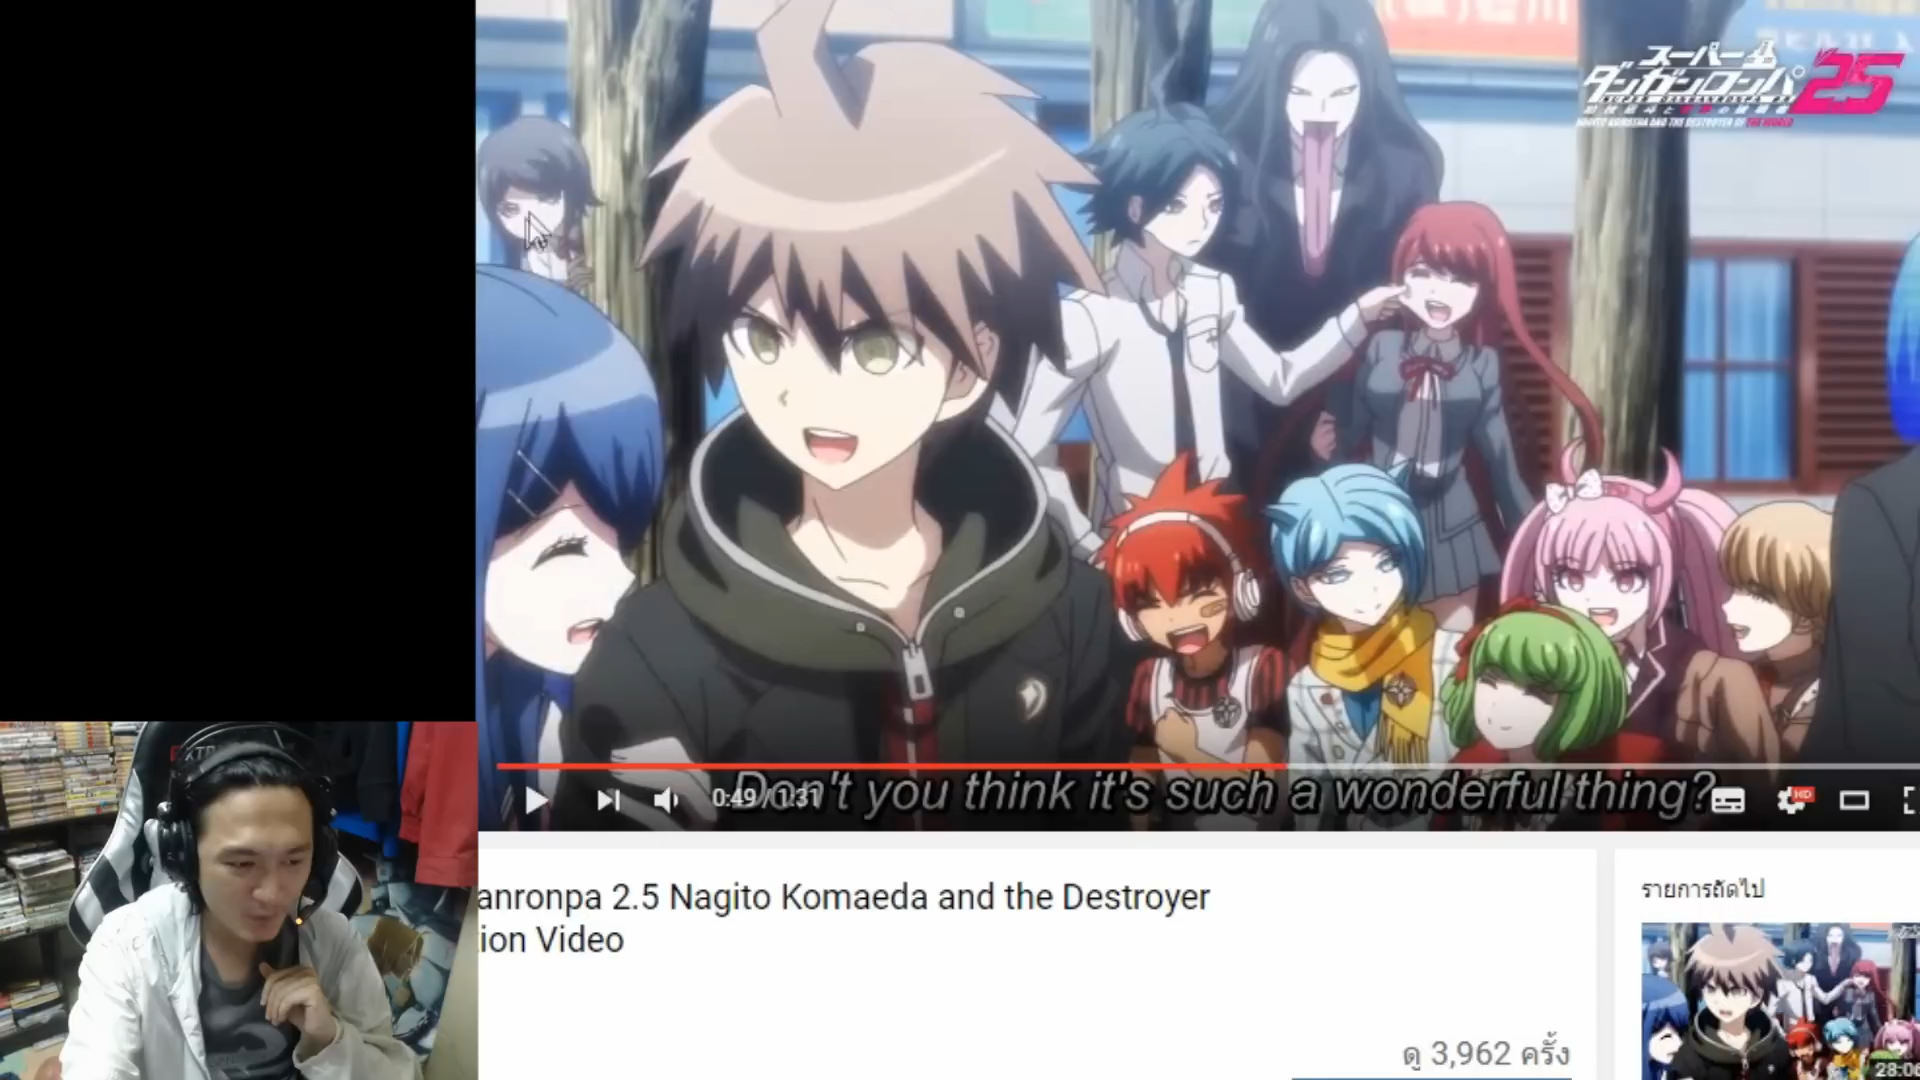 スーパー
ダンガンロンパ 2.5
NAGITO KOMAEDA AND THE DESTROYER OF THE WORLD
Don't you think it's such a wonderful thing?
0:49 / 1:31
HD
XTR
anronpa 2.5 Nagito Komaeda and the Destroyer
tion Video
รายการถัดไป
ดู 3,962 ครั้ง
28:06